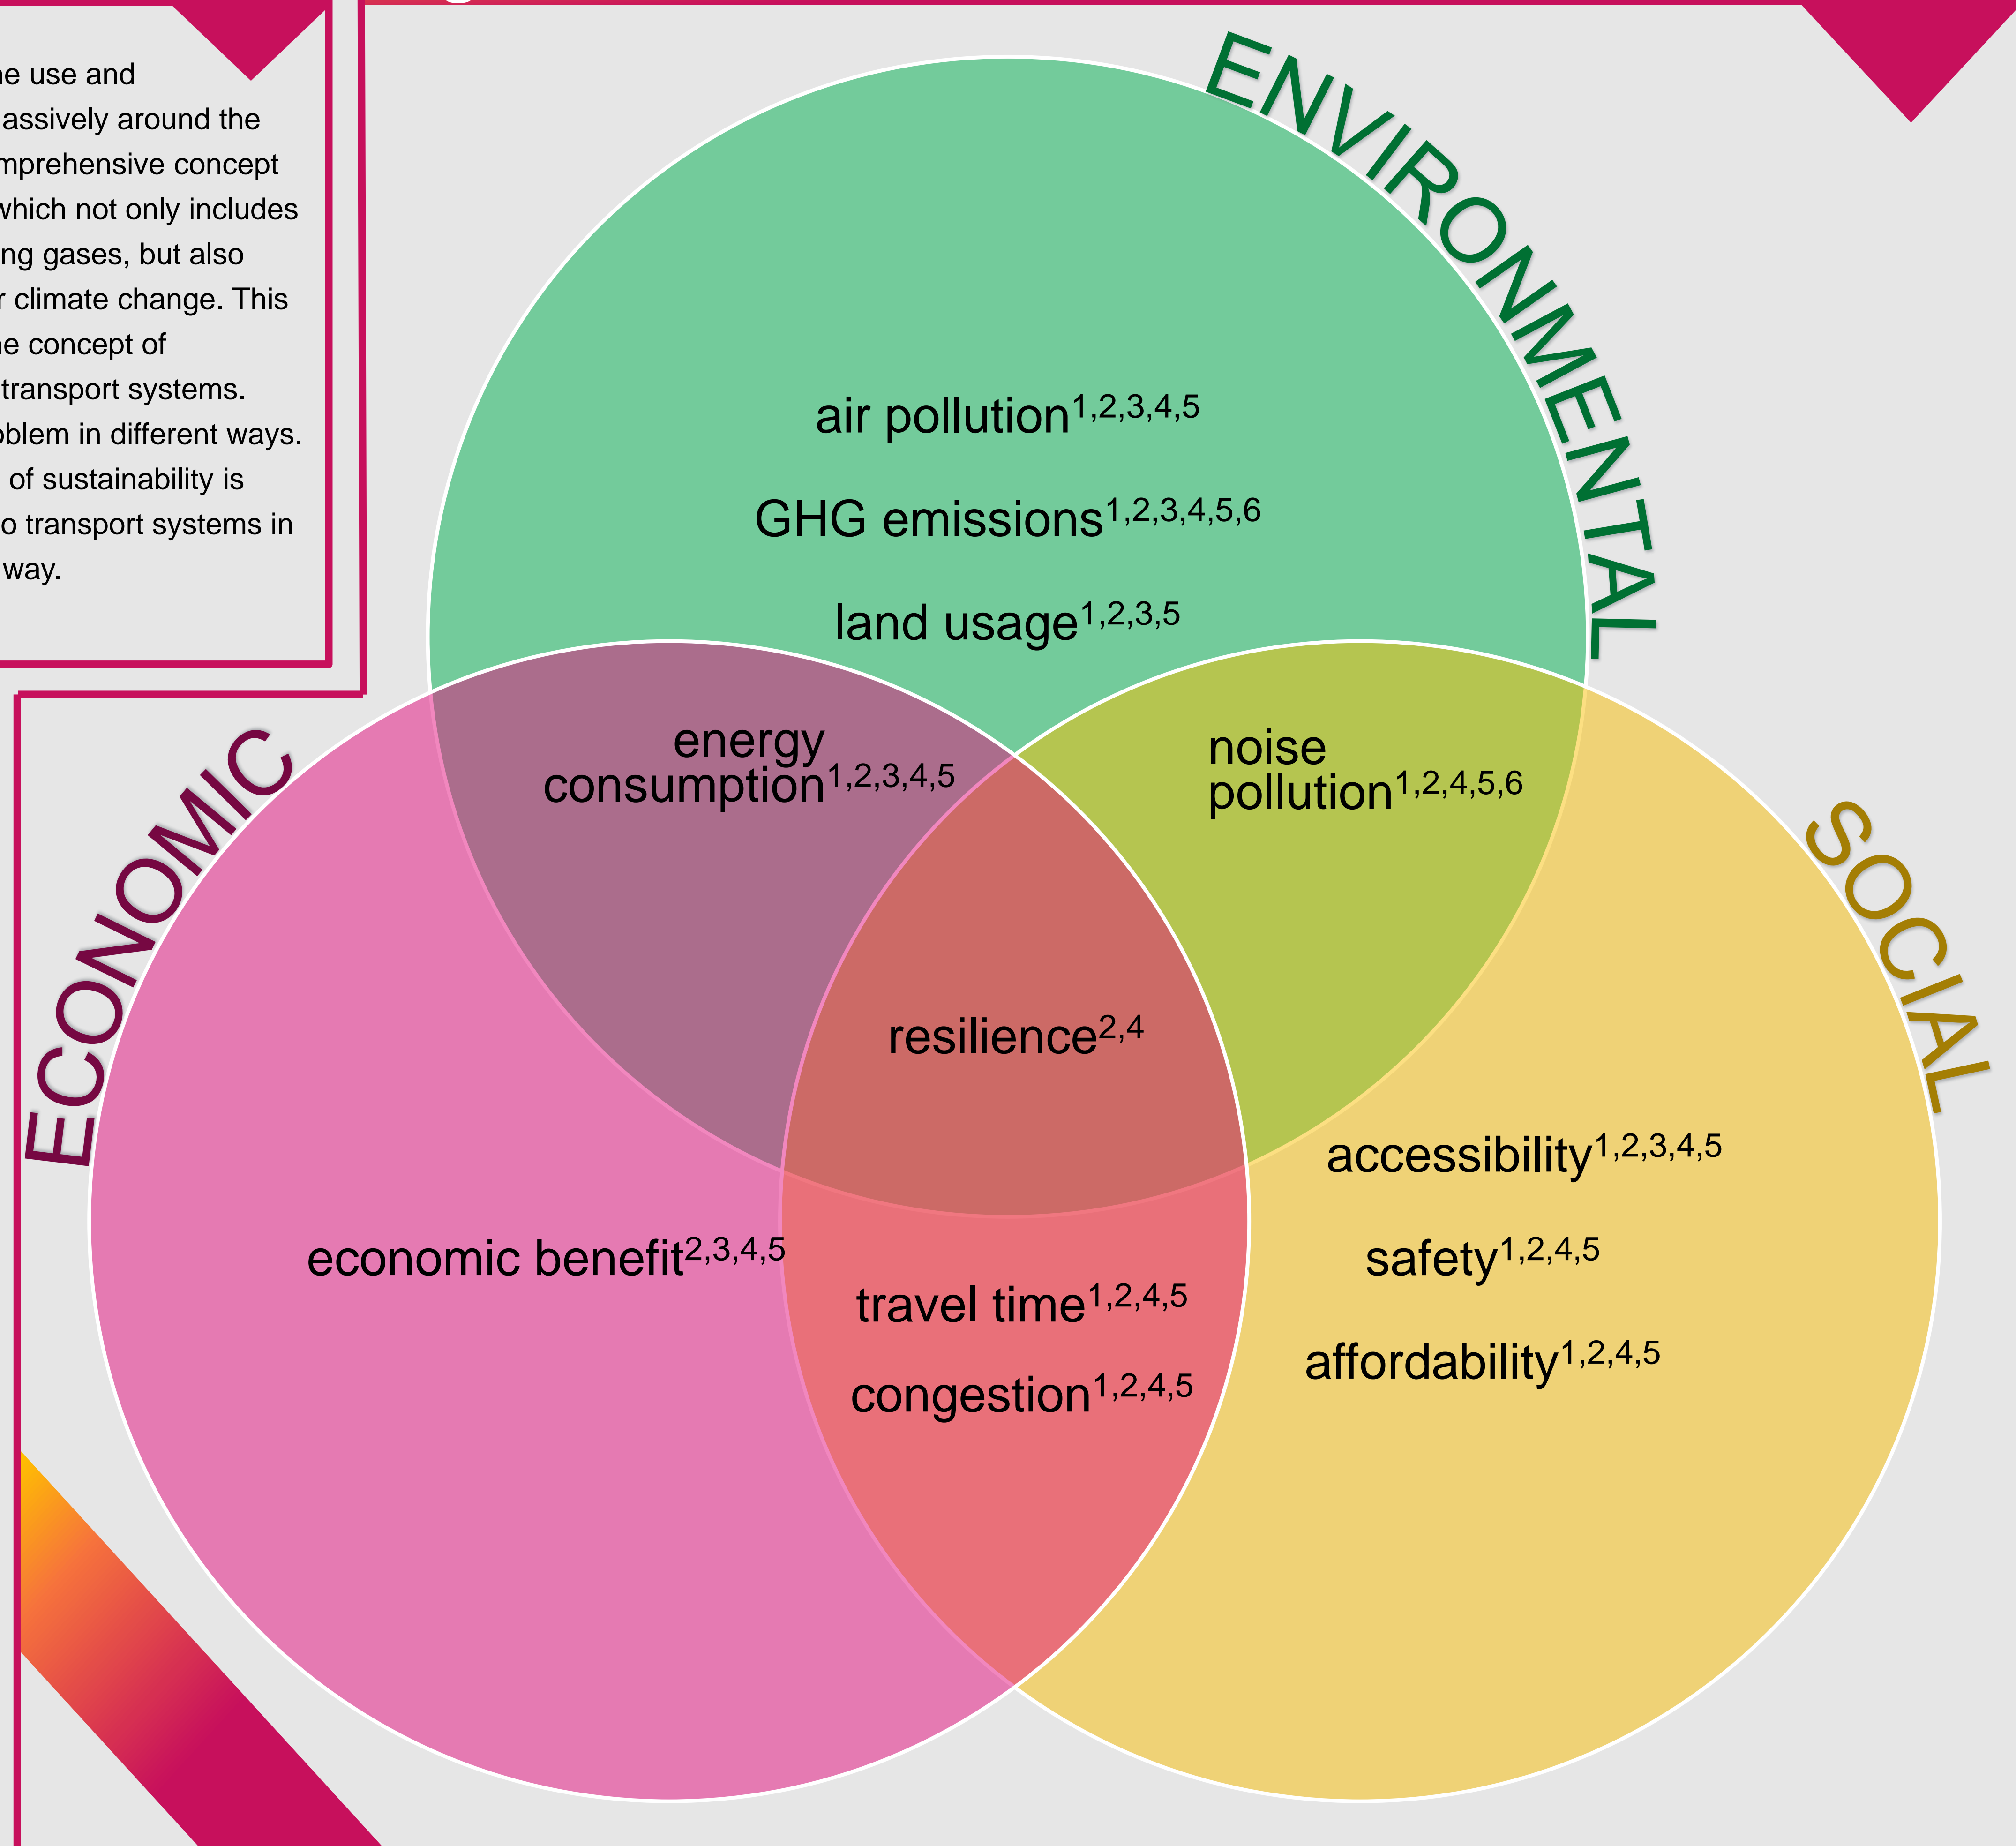 e use and
assively around the
mprehensive concept
which not only includes
ng gases, but also
r climate change. This
e concept of
transport systems.
oblem in different ways.
of sustainability is
o transport systems in
way.
ENVIRONMENTAL
air pollution1,2,3,4,5
GHG emissions1,2,3,4,5,6
land usage1,2,3,5
ECONOMIC
energy
consumption1,2,3,4,5
noise
pollution1,2,4,5,6
SOCIAL
resilience2,4
accessibility1,2,3,4,5
economic benefit2,3,4,5
safety1,2,4,5
travel time1,2,4,5
affordability1,2,4,5
congestion1,2,4,5